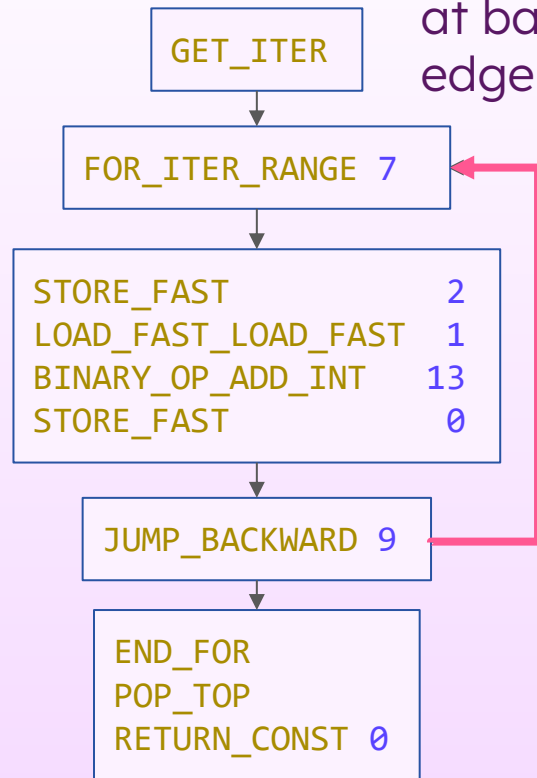 at ba
edge
GET_ITER
FOR_ITER_RANGE 7
STORE_FAST 2
LOAD_FAST_LOAD_FAST 1
BINARY_OP_ADD_INT 13
STORE_FAST 0
JUMP_BACKWARD 9
END_FOR
POP_TOP
RETURN_CONST 0